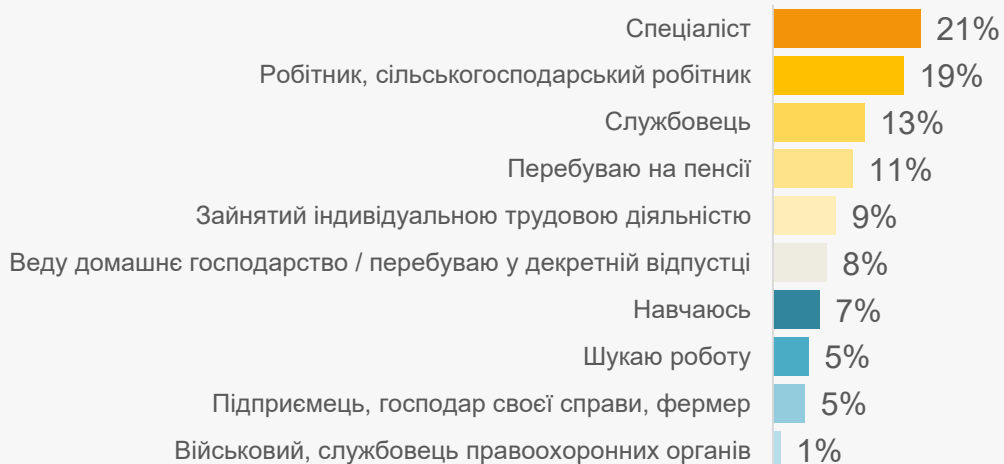 Спеціаліст 21%
Робітник, сільськогосподарський робітник 19%
Службовець 13%
Перебуваю на пенсії 11%
Зайнятий індивідуальною трудовою діяльністю 9%
Веду домашнє господарство / перебуваю у декретній відпустці 8%
Навчаюсь 7%
Шукаю роботу 5%
Підприємець, господар своєї справи, фермер 5%
Військовий, службовець правоохоронних органів 1%